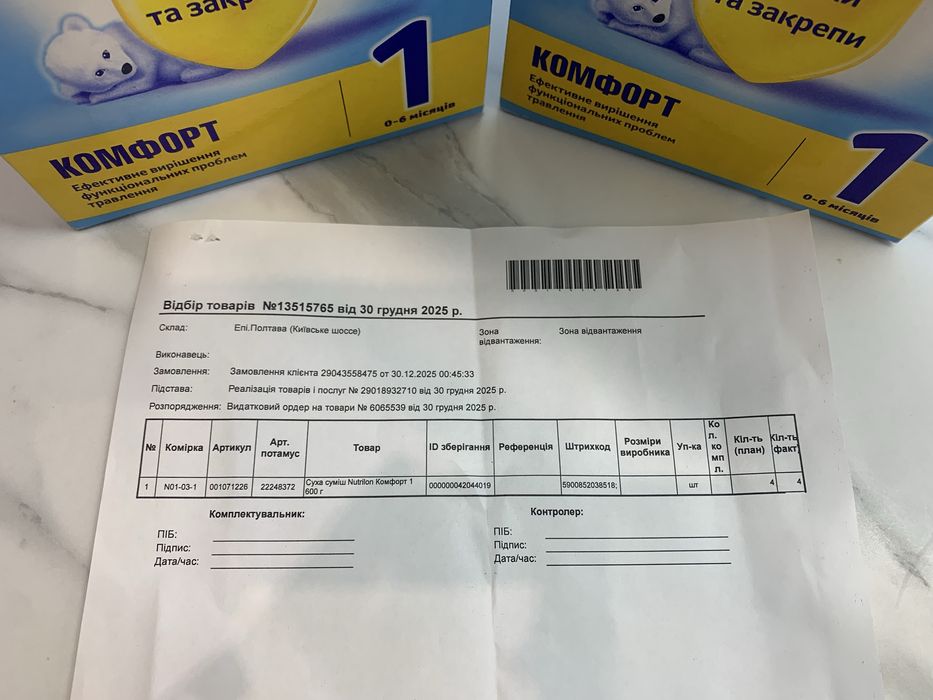 та закрепи
КОМФОРТ
Ефективне вирішення
функціональних проблем
травлення
1
0-6 місяців
та закрепи
КОМФОРТ
Ефективне вирішення
функціональних проблем
травлення
1
0-6 місяців
Відбір товарів №13515765 від 30 грудня 2025 р.
Склад: Епі.Полтава (Київське шоссе) Зона відвантаження: Зона відвантаження
Виконавець:
Замовлення: Замовлення клієнта 29043558475 от 30.12.2025 00:45:33
Підстава: Реалізація товарів і послуг № 29018932710 від 30 грудня 2025 р.
Розпорядження: Видатковий ордер на товари № 6065539 від 30 грудня 2025 р.
№ Комірка Артикул Арт. потамус Товар ID зберігання Референція Штрихкод Розміри виробника Уп-ка Кол. компл. Кіл-ть (план) Кіл-ть факт
1 N01-03-1 001071226 22248372 Суха суміш Nutrilon Комфорт 1 600 г 000000042044019 5900852038518; шт 4 4
Комплектувальник: Контролер:
ПІБ: ПІБ:
Підпис: Підпис:
Дата/час: Дата/час: